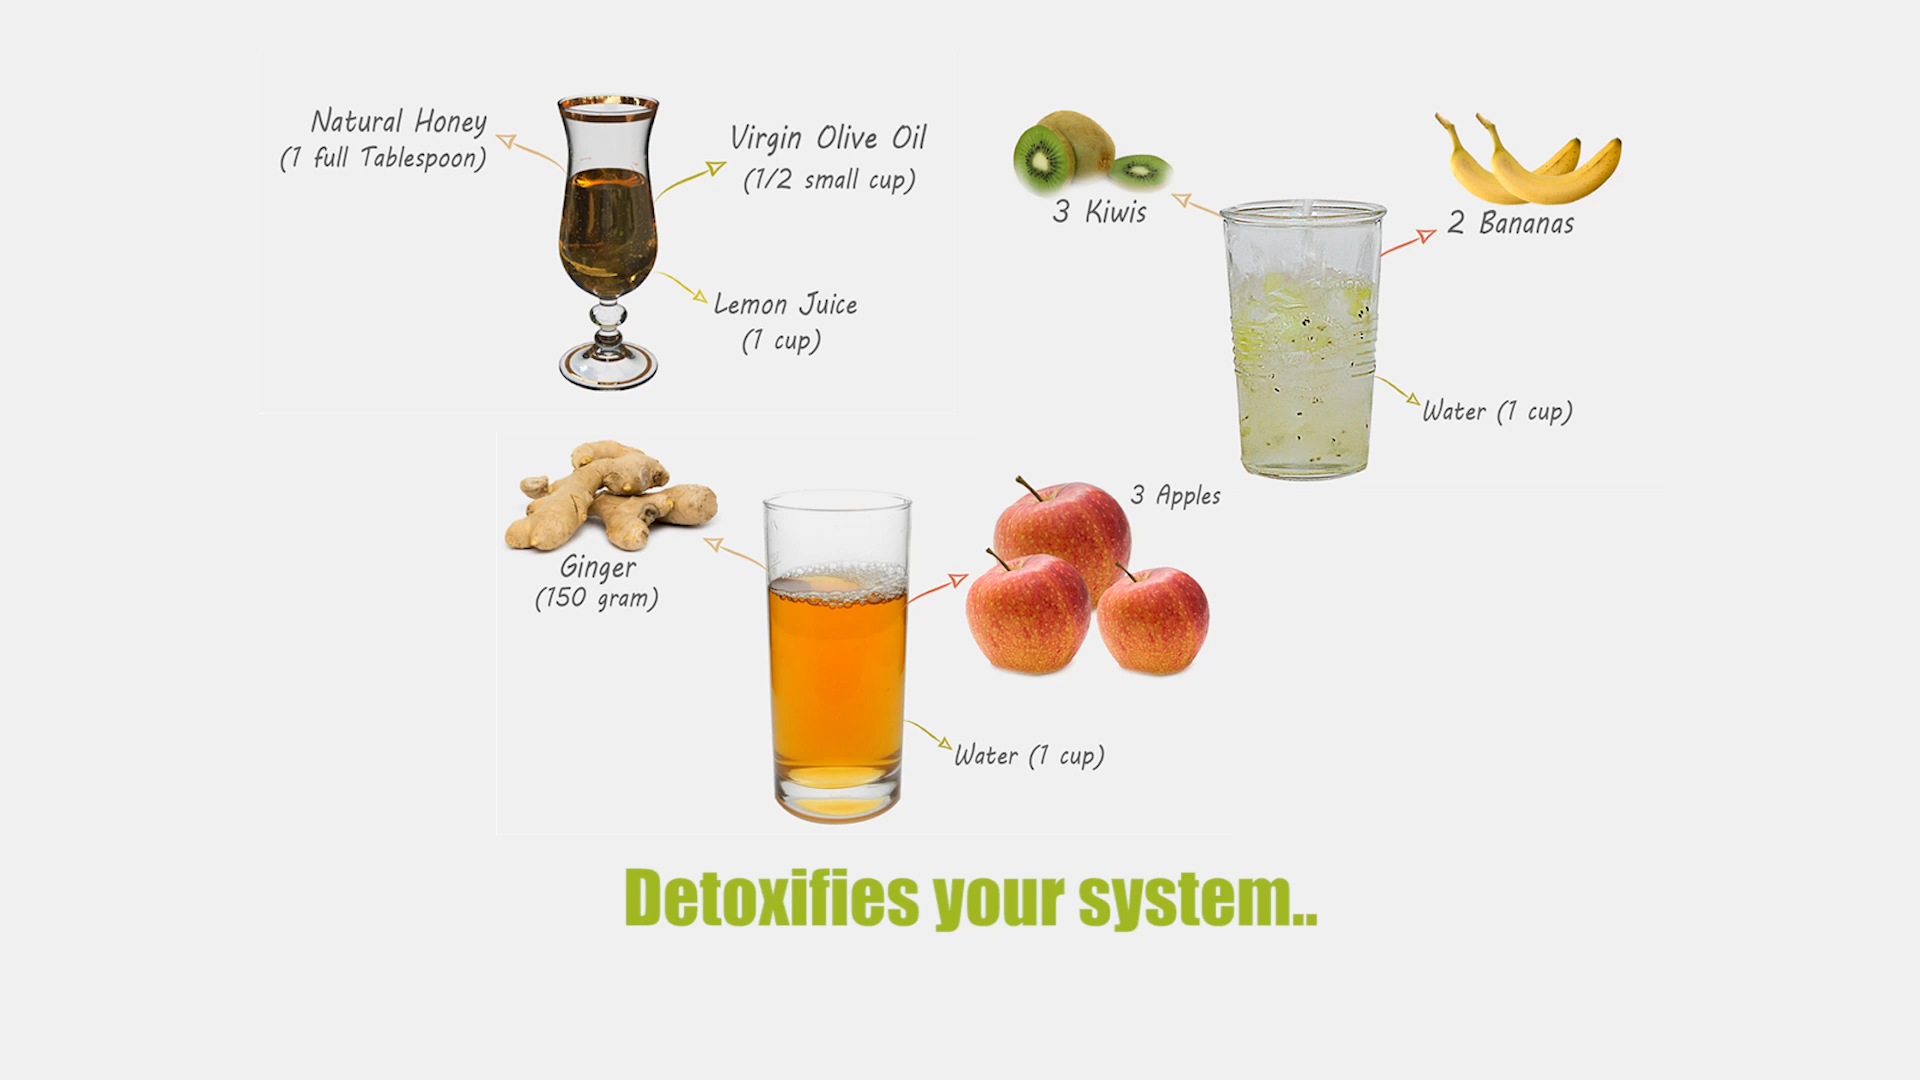 Natural Honey
(1 full Tablespoon)
Virgin Olive Oil
(1/2 small cup)
Lemon Juice
(1 cup)
3 Kiwis
2 Bananas
Water (1 cup)
Ginger
(150 gram)
3 Apples
Water (1 cup)
Detoxifies your system..